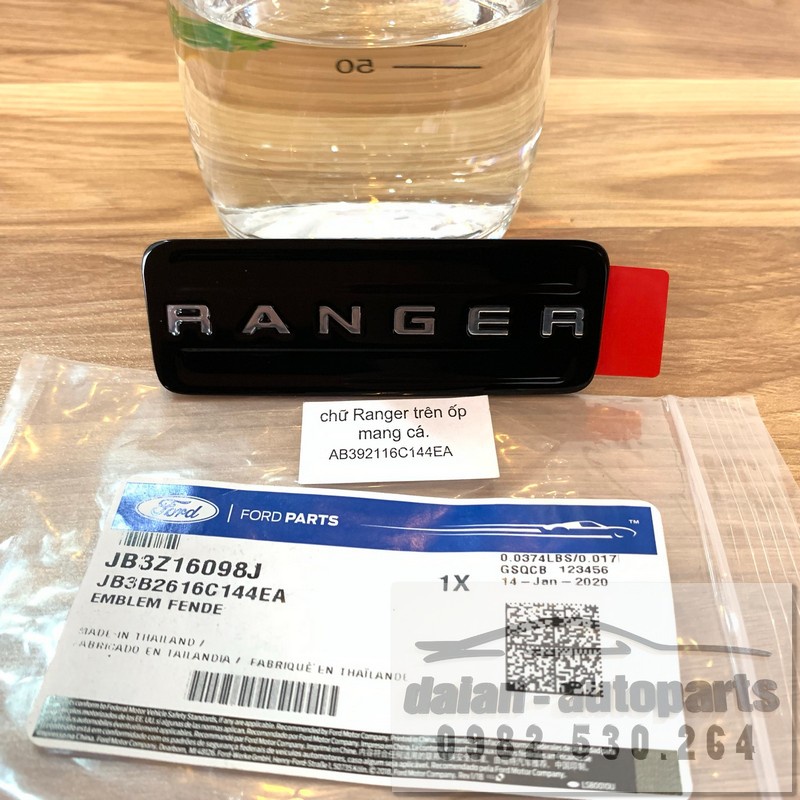 50
RANGER
chữ Ranger trên ốp
mang cá.
AB392116C144EA
Ford | FORD PARTS
TM
JB3Z16098J
JB3B2616C144EA
EMBLEM FENDE
1X
0.0374LBS/0.017
GSQCB 123456
14-Jan-2020
MADE IN THAILAND /
FABRICADO EN TAILANDIA / FABRIQUÉ EN THAÏLANDE
daian-autoparts
0982.530.264